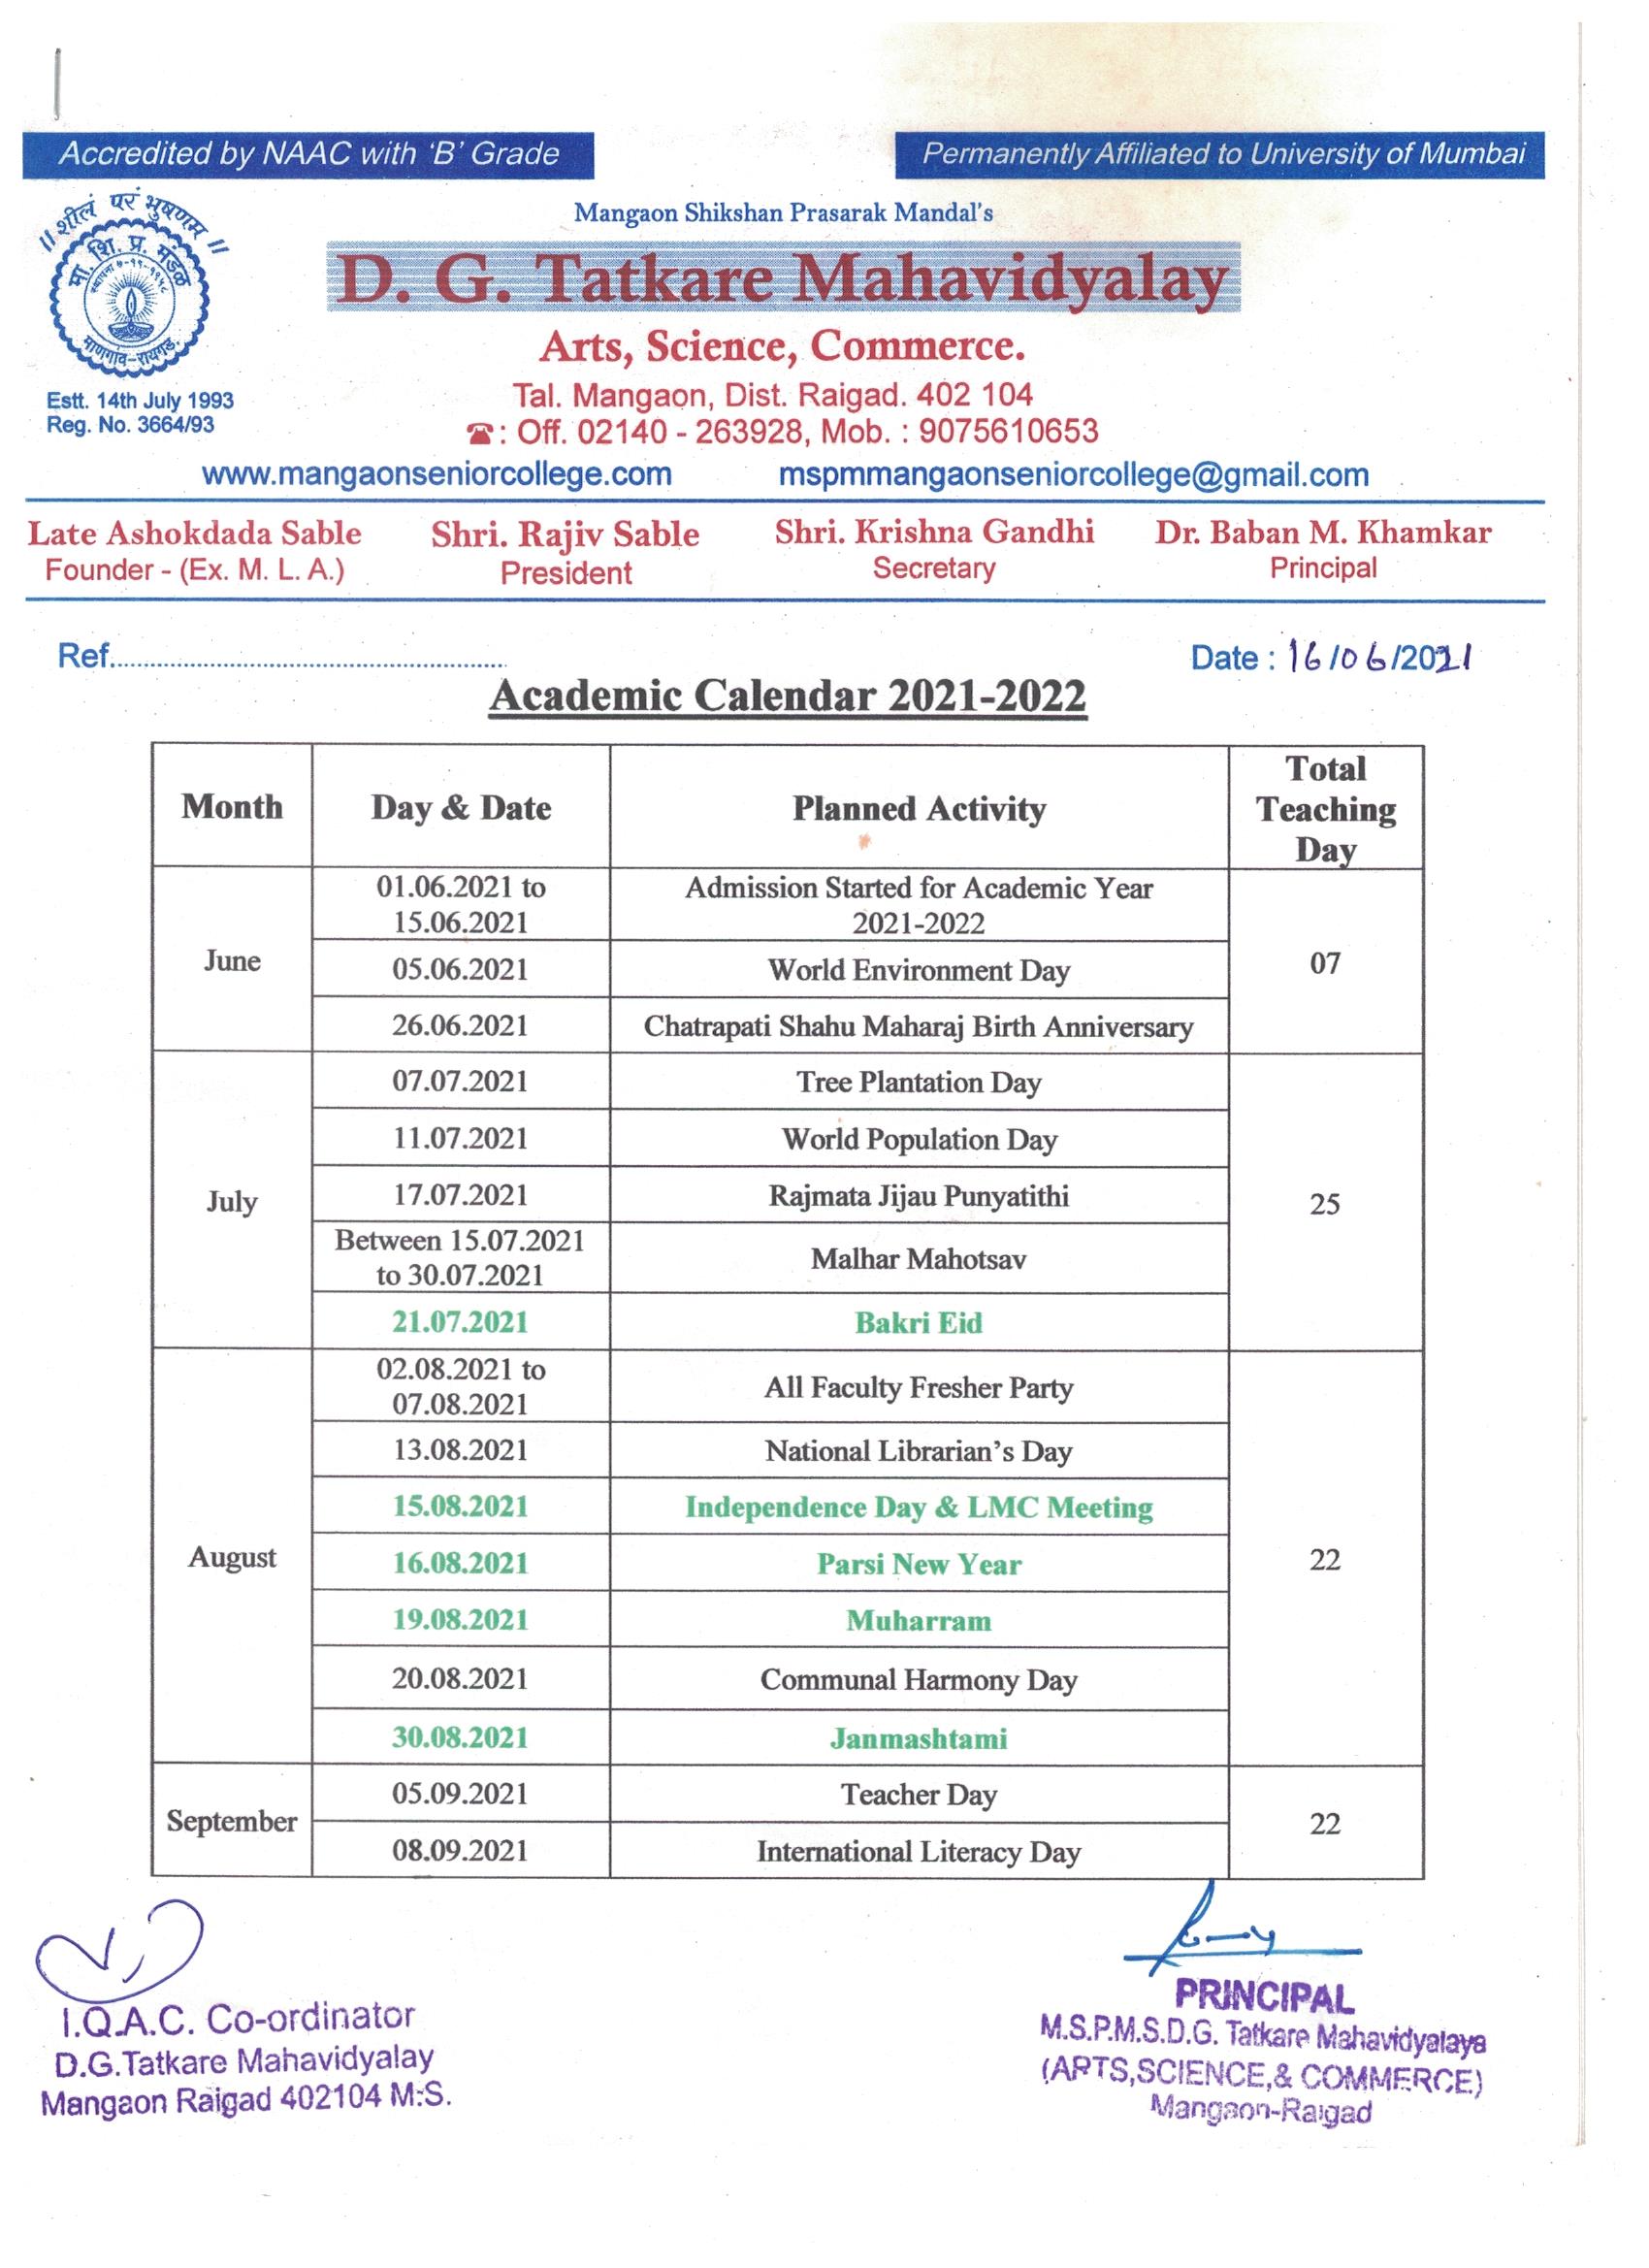 Accredited by NAAC with ‘B’ Grade
Permanently Affiliated to University of Mumbai
॥ शीलं परं भुषणम् ॥
मा. शि. प्र. मंडळ
माणगांव-रायगड.
Estt. 14th July 1993
Reg. No. 3664/93
Mangaon Shikshan Prasarak Mandal's
D. G. Tatkare Mahavidyalay
Arts, Science, Commerce.
Tal. Mangaon, Dist. Raigad. 402 104
☎: Off. 02140 - 263928, Mob. : 9075610653
www.mangaonseniorcollege.com mspmmangaonseniorcollege@gmail.com
Late Ashokdada Sable Shri. Rajiv Sable Shri. Krishna Gandhi Dr. Baban M. Khamkar
Founder - (Ex. M. L. A.) President Secretary Principal
Ref.......................................................... Date : 16/06/2021
Academic Calendar 2021-2022
Month Day & Date Planned Activity Total
Teaching
Day
June 01.06.2021 to
15.06.2021 Admission Started for Academic Year
2021-2022 07
05.06.2021 World Environment Day
26.06.2021 Chatrapati Shahu Maharaj Birth Anniversary
July 07.07.2021 Tree Plantation Day 25
11.07.2021 World Population Day
17.07.2021 Rajmata Jijau Punyatithi
Between 15.07.2021
to 30.07.2021 Malhar Mahotsav
21.07.2021 Bakri Eid
August 02.08.2021 to
07.08.2021 All Faculty Fresher Party 22
13.08.2021 National Librarian's Day
15.08.2021 Independence Day & LMC Meeting
16.08.2021 Parsi New Year
19.08.2021 Muharram
20.08.2021 Communal Harmony Day
30.08.2021 Janmashtami
September 05.09.2021 Teacher Day 22
08.09.2021 International Literacy Day
I.Q.A.C. Co-ordinator
D.G.Tatkare Mahavidyalay
Mangaon Raigad 402104 M:S.
PRINCIPAL
M.S.P.M.S.D.G. Tatkare Mahavidyalaya
(ARTS,SCIENCE,& COMMERCE)
Mangaon-Raigad